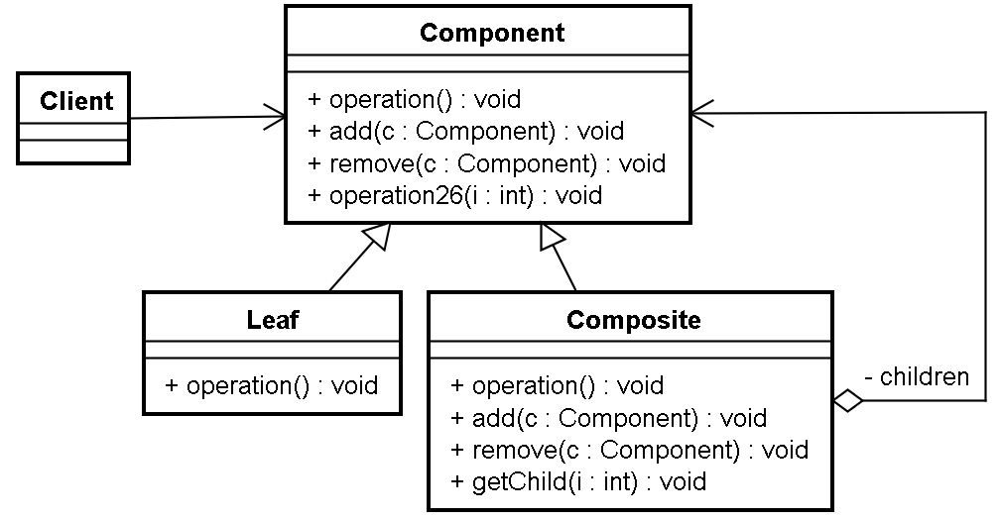 Component
Client
+ operation() : void
+ add(c : Component) : void
+ remove(c : Component) : void
+ operation26(i : int) : void
Leaf
+ operation() : void
Composite
+ operation() : void
+ add(c : Component) : void
+ remove(c : Component) : void
+ getChild(i : int) : void
- children